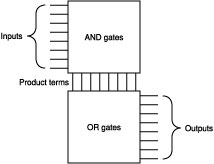 Inputs
AND gates
Product terms
OR gates
Outputs